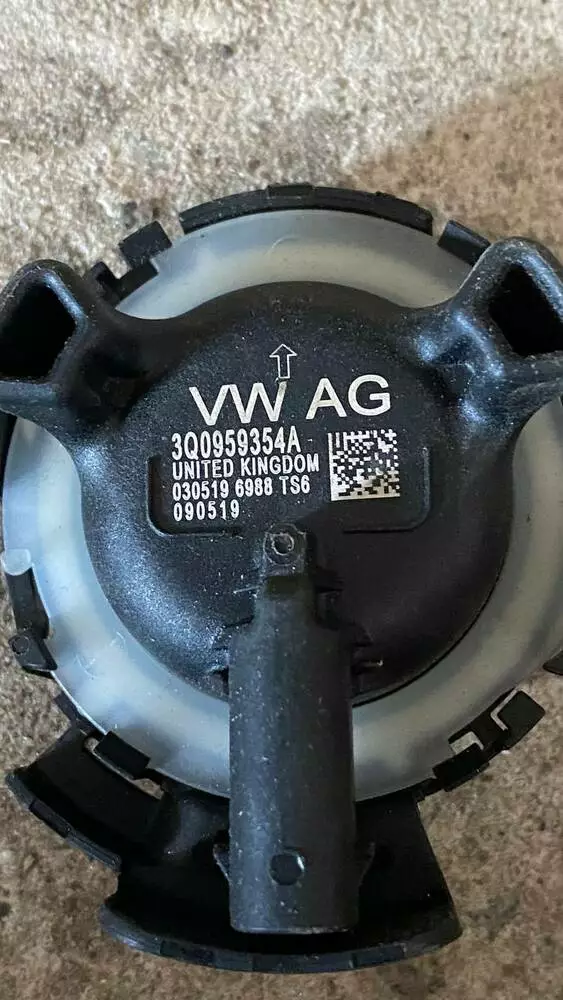 VW AG
3Q0959354A
UNITED KINGDOM
030519 6988 TS6
090519